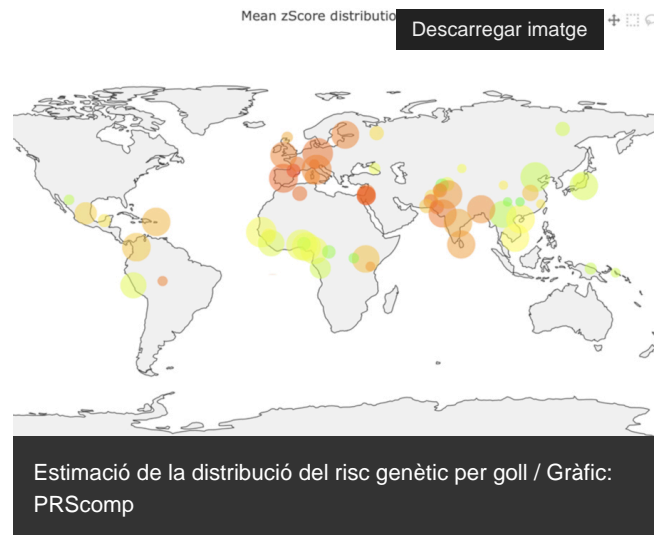 Mean zScore distributio
Descarregar imatge
Estimació de la distribució del risc genètic per goll / Gràfic:
PRScomp